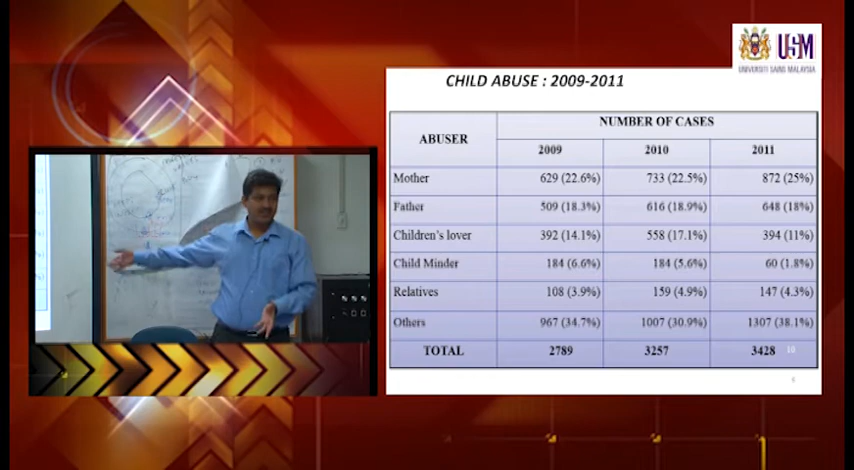 USM
UNIVERSITI SAINS MALAYSIA
CHILD ABUSE : 2009-2011
ABUSER NUMBER OF CASES
2009 2010 2011
Mother 629 (22.6%) 733 (22.5%) 872 (25%)
Father 509 (18.3%) 616 (18.9%) 648 (18%)
Children's lover 392 (14.1%) 558 (17.1%) 394 (11%)
Child Minder 184 (6.6%) 184 (5.6%) 60 (1.8%)
Relatives 108 (3.9%) 159 (4.9%) 147 (4.3%)
Others 967 (34.7%) 1007 (30.9%) 1307 (38.1%)
TOTAL 2789 3257 3428 10
6